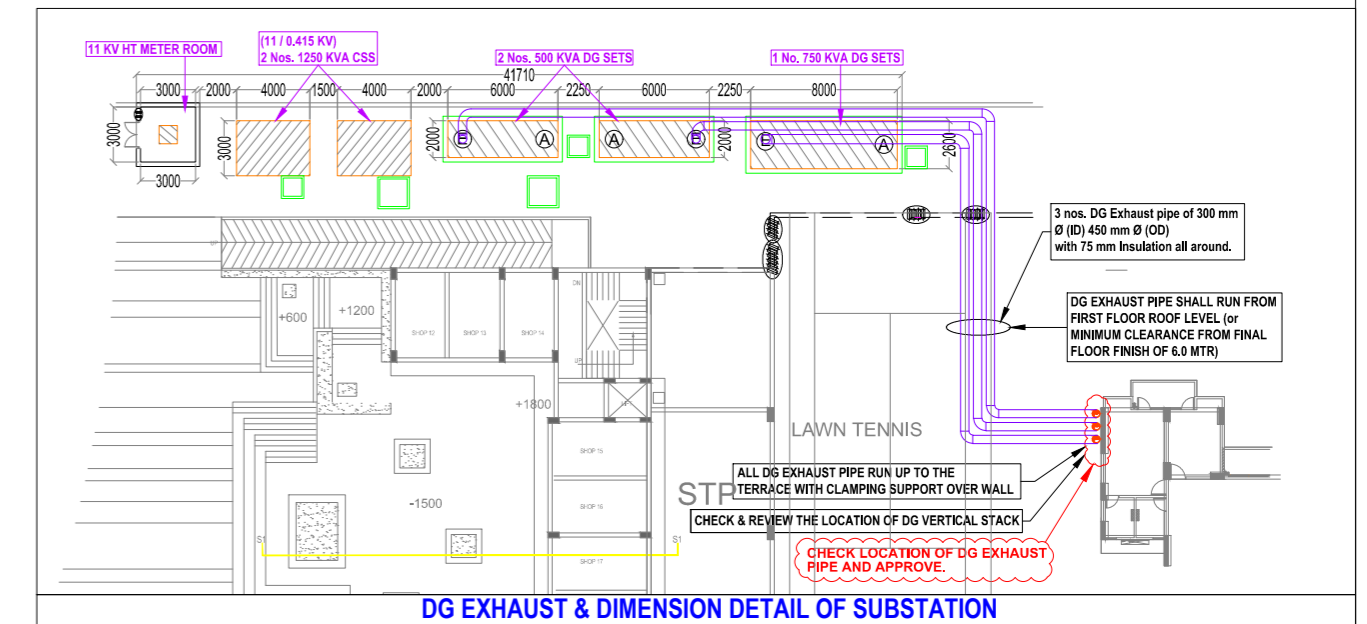 11 KV HT METER ROOM
(11 / 0.415 KV)
2 Nos. 1250 KVA CSS
2 Nos. 500 KVA DG SETS
1 No. 750 KVA DG SETS
41710
3000
2000
4000
1500
4000
2000
6000
2250
6000
2250
8000
3000
3000
2000
2000
2600
3000
E
A
A
E
E
A
3 nos. DG Exhaust pipe of 300 mm
Ø (ID) 450 mm Ø (OD)
with 75 mm Insulation all around.
DG EXHAUST PIPE SHALL RUN FROM
FIRST FLOOR ROOF LEVEL (or
MINIMUM CLEARANCE FROM FINAL
FLOOR FINISH OF 6.0 MTR)
UP
DN
+600
+1200
SHOP 12
SHOP 13
SHOP 14
UP
+1800
LAWN TENNIS
SHOP 15
ALL DG EXHAUST PIPE RUN UP TO THE
TERRACE WITH CLAMPING SUPPORT OVER WALL
STP
-1500
SHOP 16
CHECK & REVIEW THE LOCATION OF DG VERTICAL STACK
S1
S1
CHECK LOCATION OF DG EXHAUST
PIPE AND APPROVE.
SHOP 17
DG EXHAUST & DIMENSION DETAIL OF SUBSTATION